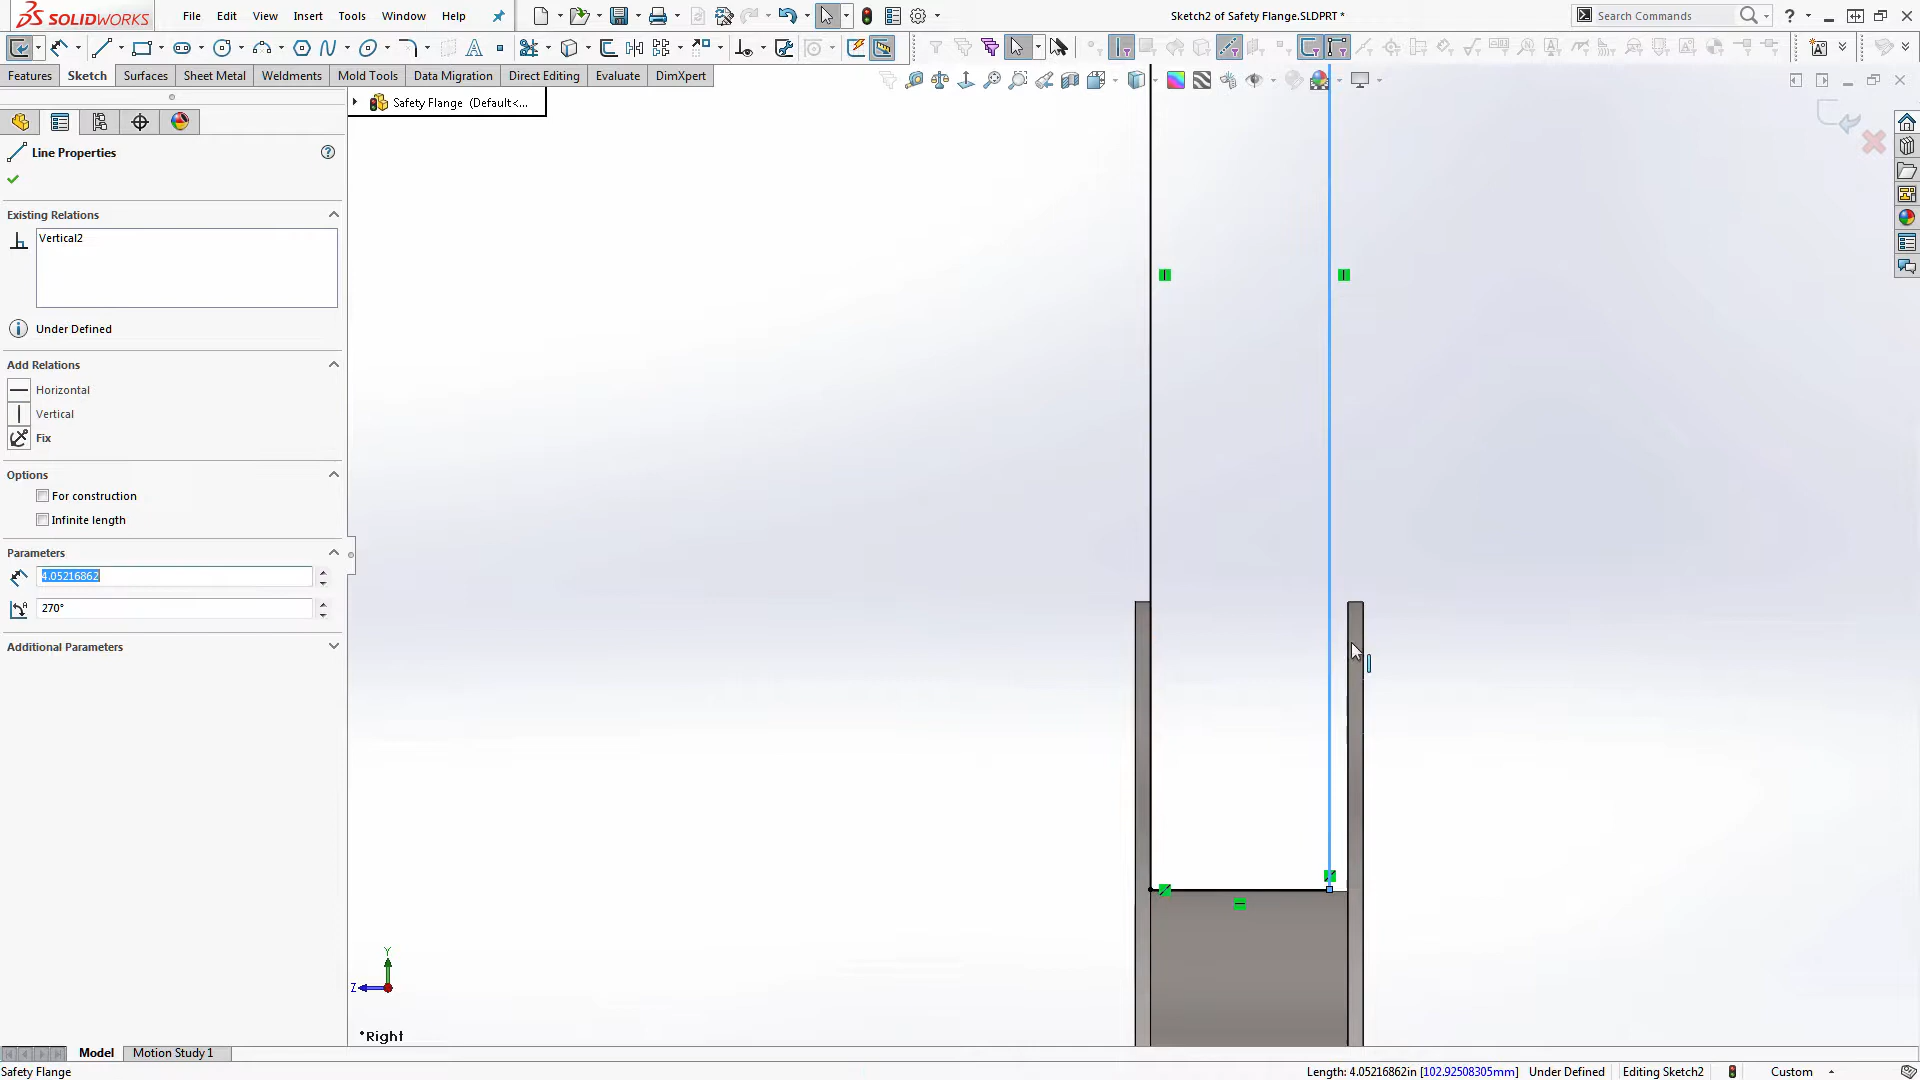 SOLIDWORKS
File Edit View Insert Tools Window Help
Sketch2 of Safety Flange.SLDPRT *
Search Commands
Features Sketch Surfaces Sheet Metal Weldments Mold Tools Data Migration Direct Editing Evaluate DimXpert
Safety Flange (Default<...
Line Properties
Existing Relations
Vertical2
Under Defined
Add Relations
Horizontal
Vertical
Fix
Options
For construction
Infinite length
Parameters
4.05216862
270°
Additional Parameters
Y
Z
*Right
Model Motion Study 1
Safety Flange
Length: 4.05216862in [102.92508305mm] Under Defined Editing Sketch2 Custom